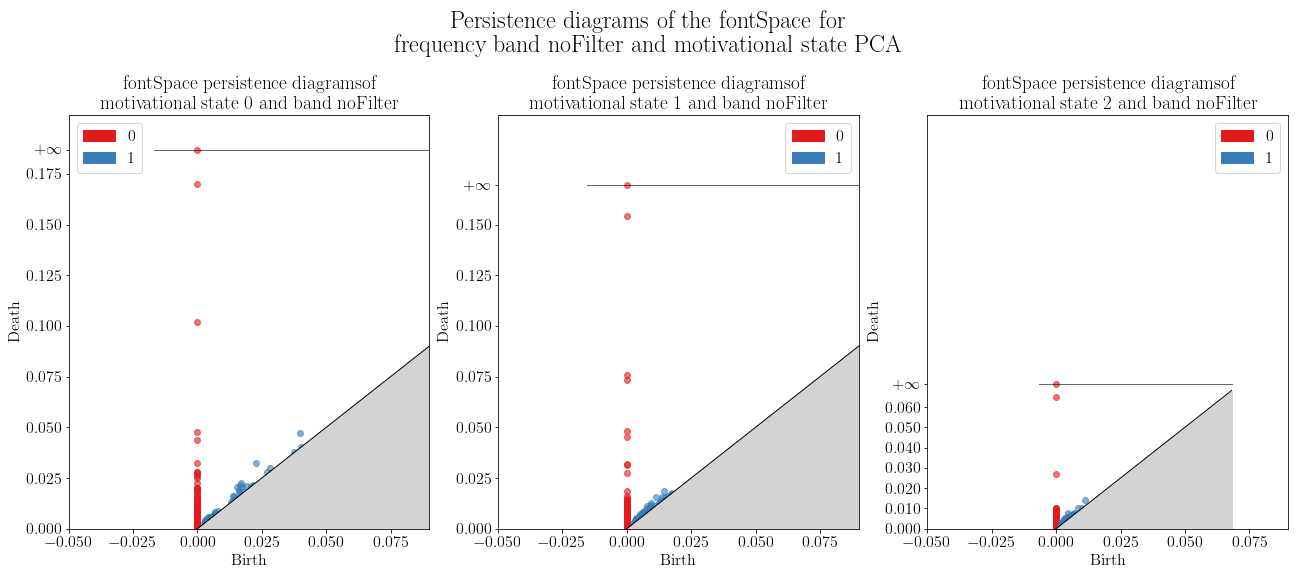 Persistence diagrams of the fontSpace for
frequency band noFilter and motivational state PCA
fontSpace persistence diagramsof
motivational state 0 and band noFilter
0
1
+∞
0.175
0.150
0.125
0.100
0.075
0.050
0.025
0.000
Death
−0.050 −0.025 0.000 0.025 0.050 0.075
Birth
fontSpace persistence diagramsof
motivational state 1 and band noFilter
0
1
+∞
0.150
0.125
0.100
0.075
0.050
0.025
0.000
Death
−0.050 −0.025 0.000 0.025 0.050 0.075
Birth
fontSpace persistence diagramsof
motivational state 2 and band noFilter
0
1
+∞
0.060
0.050
0.040
0.030
0.020
0.010
0.000
Death
−0.050 −0.025 0.000 0.025 0.050 0.075
Birth